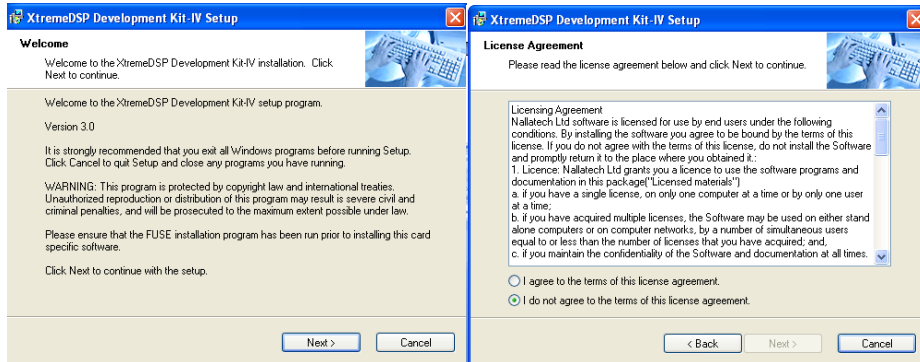 XtremeDSP Development Kit-IV Setup
Welcome
Welcome to the XtremeDSP Development Kit-IV installation. Click
Next to continue.
Welcome to the XtremeDSP Development Kit-IV setup program.
Version 3.0
It is strongly recommended that you exit all Windows programs before running Setup.
Click Cancel to quit Setup and close any programs you have running.
WARNING: This program is protected by copyright law and international treaties.
Unauthorized reproduction or distribution of this program may result is severe civil and
criminal penalties, and will be prosecuted to the maximum extent possible under law.
Please ensure that the FUSE installation program has been run prior to installing this card
specific software.
Click Next to continue with the setup.
Next >
Cancel
XtremeDSP Development Kit-IV Setup
License Agreement
Please read the license agreement below and click Next to continue.
Licensing Agreement
Nallatech Ltd software is licensed for use by end users under the following
conditions. By installing the software you agree to be bound by the terms of this
license. If you do not agree with the terms of this license, do not install the Software
and promptly return it to the place where you obtained it.:
1. Licence: Nallatech Ltd grants you a licence to use the software programs and
documentation in this package("Licensed materials")
a. if you have a single license, on only one computer at a time or by only one user
at a time;
b. if you have acquired multiple licenses, the Software may be used on either stand
alone computers or on computer networks, by a number of simultaneous users
equal to or less than the number of licenses that you have acquired; and,
c. if you maintain the confidentiality of the Software and documentation at all times.
I agree to the terms of this license agreement.
I do not agree to the terms of this license agreement.
< Back
Next >
Cancel